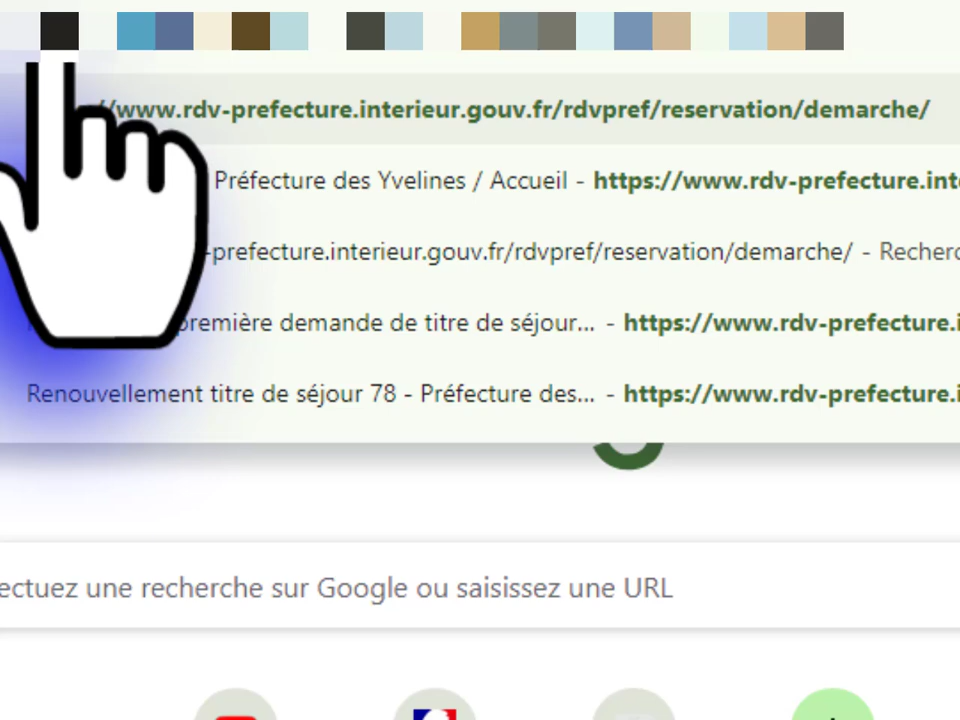 //www.rdv-prefecture.interieur.gouv.fr/rdvpref/reservation/demarche/
Préfecture des Yvelines / Accueil - https://www.rdv-prefecture.int
-prefecture.interieur.gouv.fr/rdvpref/reservation/demarche/ - Recherc
première demande de titre de séjour... - https://www.rdv-prefecture.i
Renouvellement titre de séjour 78 - Préfecture des... - https://www.rdv-prefecture.i
ectuez une recherche sur Google ou saisissez une URL